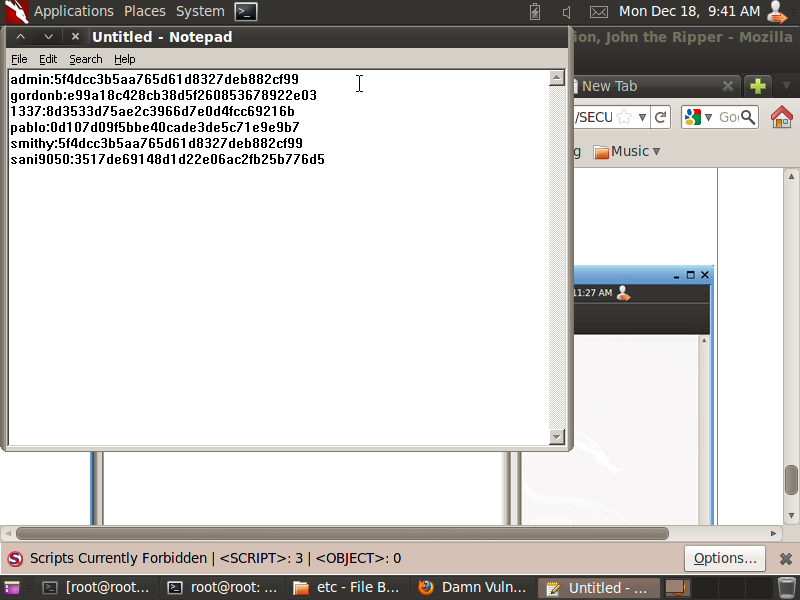 Applications Places System Mon Dec 18, 9:41 AM
Untitled - Notepad
ion, John the Ripper - Mozilla
File Edit Search Help
admin:5f4dcc3b5aa765d61d8327deb882cf99
gordonb:e99a18c428cb38d5f260853678922e03
1337:8d3533d75ae2c3966d7e0d4fcc69216b
pablo:0d107d09f5bbe40cade3de5c71e9e9b7
smithy:5f4dcc3b5aa765d61d8327deb882cf99
sani9050:3517de69148d1d22e06ac2fb25b776d5
New Tab
/SECU Go
g Music
11:27 AM
Scripts Currently Forbidden | <SCRIPT>: 3 | <OBJECT>: 0 Options...
[root@root... root@root: ... etc - File B... Damn Vuln... Untitled - ...